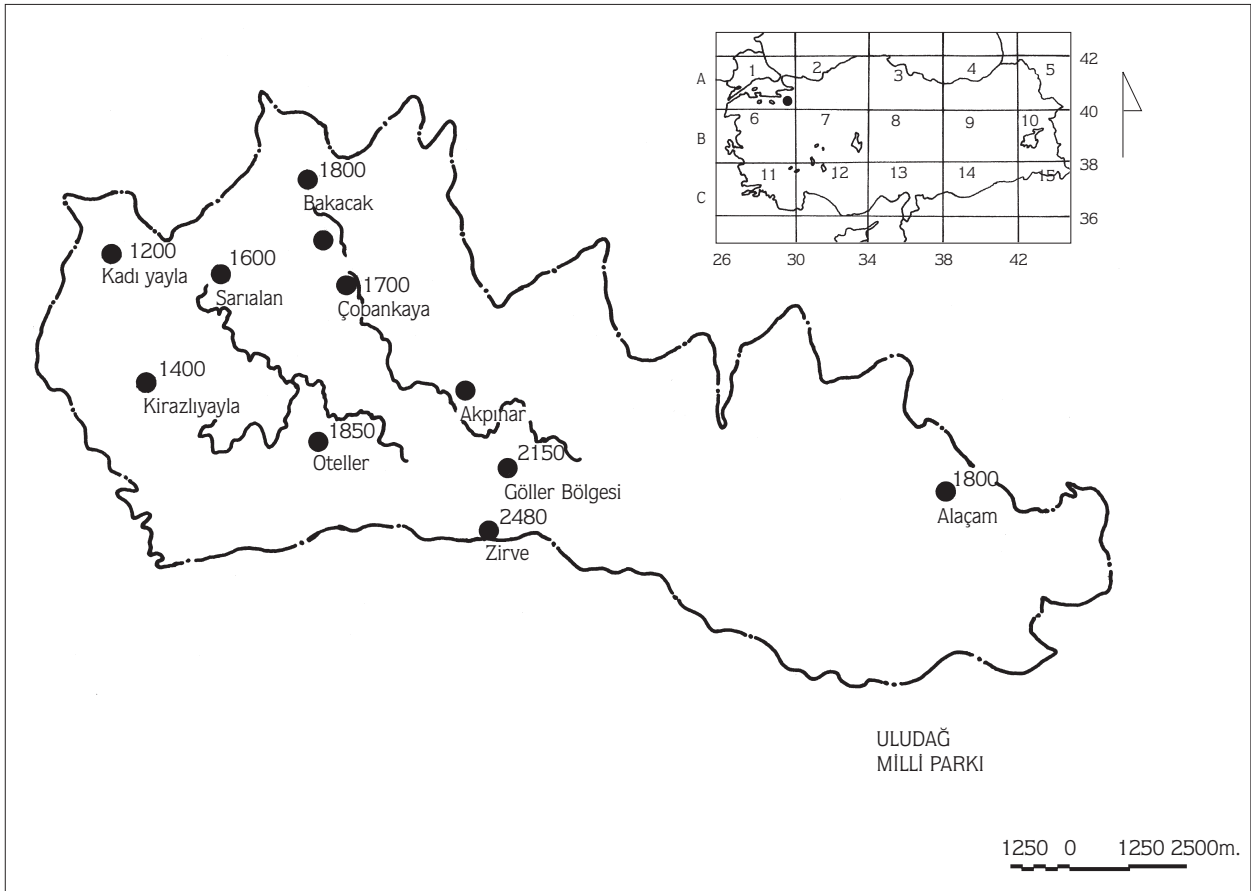 1800
Bakacak
1200
Kadı yayla
1600
Sarıalan
1700
Çobankaya
1400
Kirazlıyayla
Akpınar
1850
Oteller
2150
Göller Bölgesi
2480
Zirve
1800
Alaçam
A
B
C
1
2
3
4
5
6
7
8
9
10
11
12
13
14
15
42
40
38
36
26
30
34
38
42
ULUDAĞ
MİLLİ PARKI
1250 0 1250 2500m.